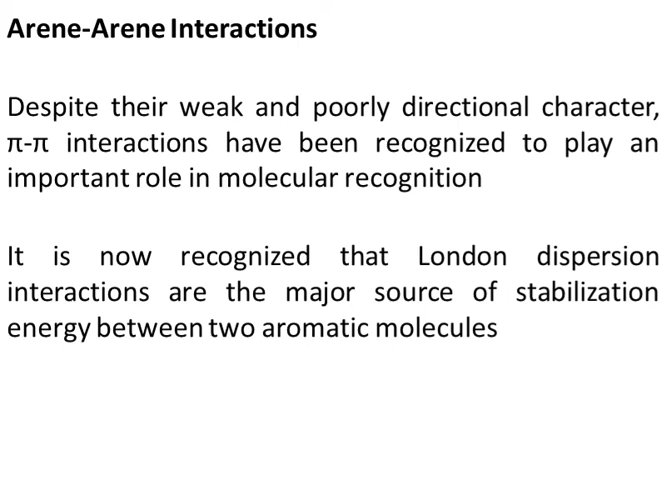 Arene-Arene Interactions
Despite their weak and poorly directional character,
π-π interactions have been recognized to play an
important role in molecular recognition
It is now recognized that London dispersion
interactions are the major source of stabilization
energy between two aromatic molecules